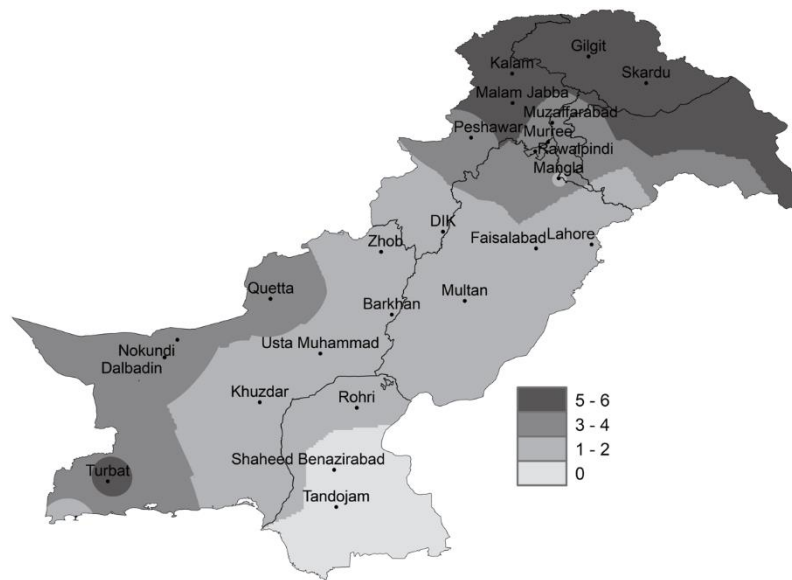 Gilgit
Kalam
Skardu
Malam Jabba
Muzaffarabad
Peshawar
Murree
Rawalpindi
Mangla
DIK
Zhob
Faisalabad
Lahore
Quetta
Multan
Barkhan
Nokundi
Usta Muhammad
Dalbadin
Khuzdar
Rohri
5 - 6
3 - 4
1 - 2
0
Turbat
Shaheed Benazirabad
Tandojam